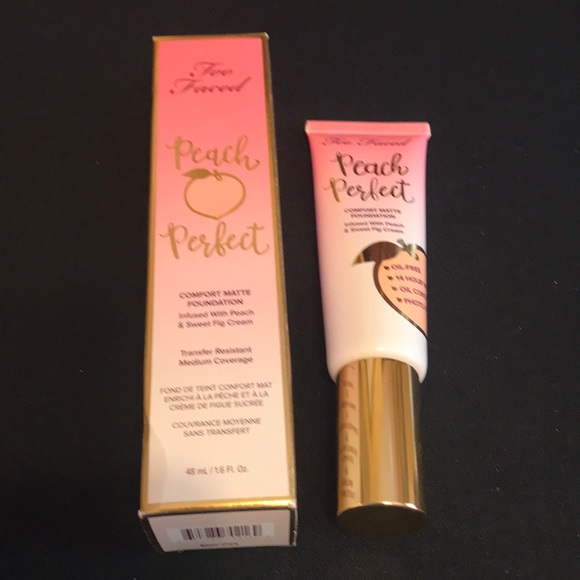 Too
Faced
Peach
Perfect
COMFORT MATTE
FOUNDATION
Infused With Peach
& Sweet Fig Cream
Transfer Resistant
Medium Coverage
FOND DE TEINT CONFORT MAT
ENRICHI À LA PÊCHE ET À LA
CRÈME DE FIGUE SUCRÉE
COUVRANCE MOYENNE
SANS TRANSFERT
48 mL / 1.6 Fl. Oz.
Too Faced
Peach
Perfect
COMFORT MATTE
FOUNDATION
Infused With Peach
& Sweet Fig Cream
OIL-FREE
14 HOUR
OIL